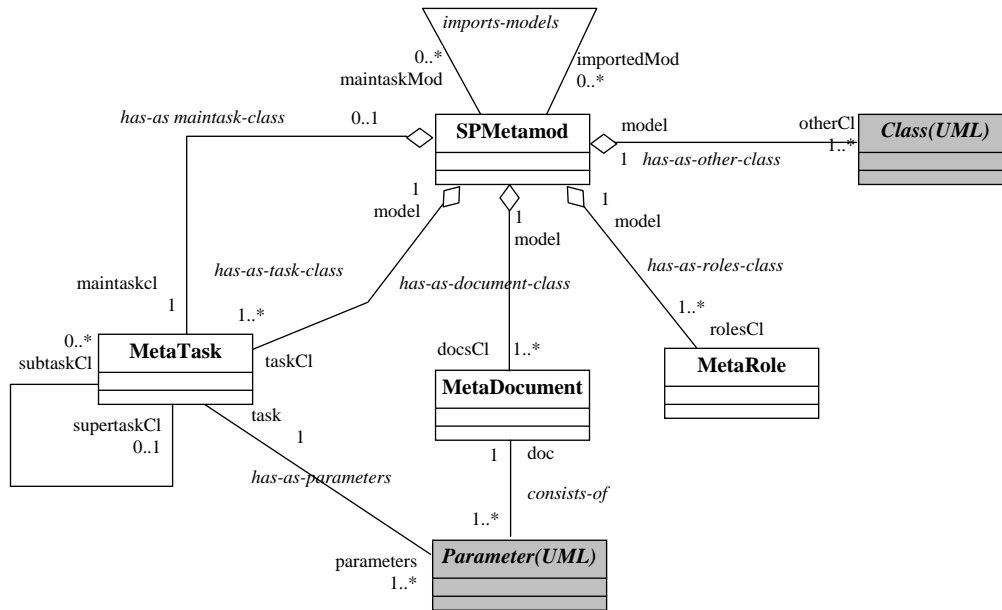 imports-models
0..*
maintaskMod
importedMod
0..*
has-as maintask-class
0..1
SPMetamod
model
1
has-as-other-class
otherCl
1..*
Class(UML)
1
model
1
model
1
model
has-as-task-class
has-as-document-class
has-as-roles-class
maintaskcl
1
1..*
taskCl
1..*
rolesCl
0..*
subtaskCl
MetaTask
docsCl
1..*
MetaDocument
MetaRole
supertaskCl
0..1
task
1
1
doc
has-as-parameters
consists-of
1..*
parameters
1..*
Parameter(UML)